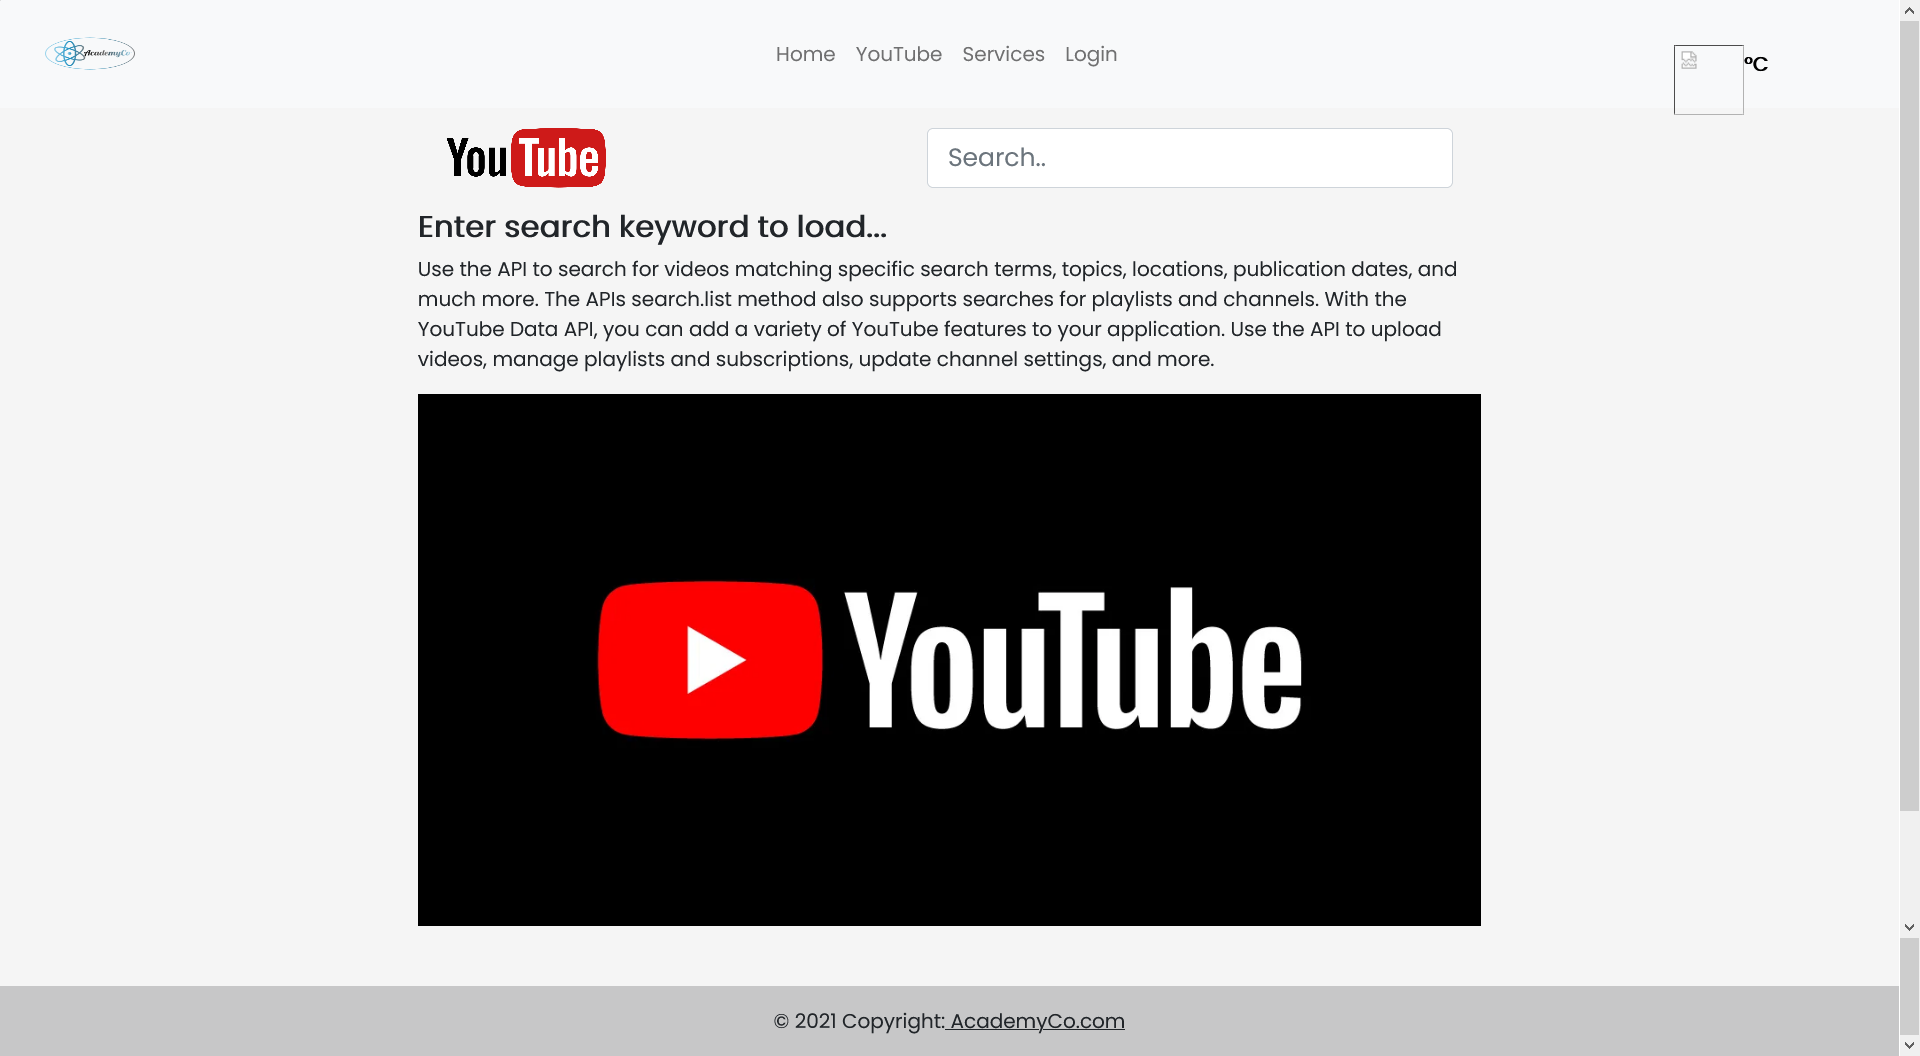 AcademyCo
Home YouTube Services Login
ºC
YouTube
Search..
Enter search keyword to load...
Use the API to search for videos matching specific search terms, topics, locations, publication dates, and
much more. The APIs search.list method also supports searches for playlists and channels. With the
YouTube Data API, you can add a variety of YouTube features to your application. Use the API to upload
videos, manage playlists and subscriptions, update channel settings, and more.
YouTube
© 2021 Copyright: AcademyCo.com